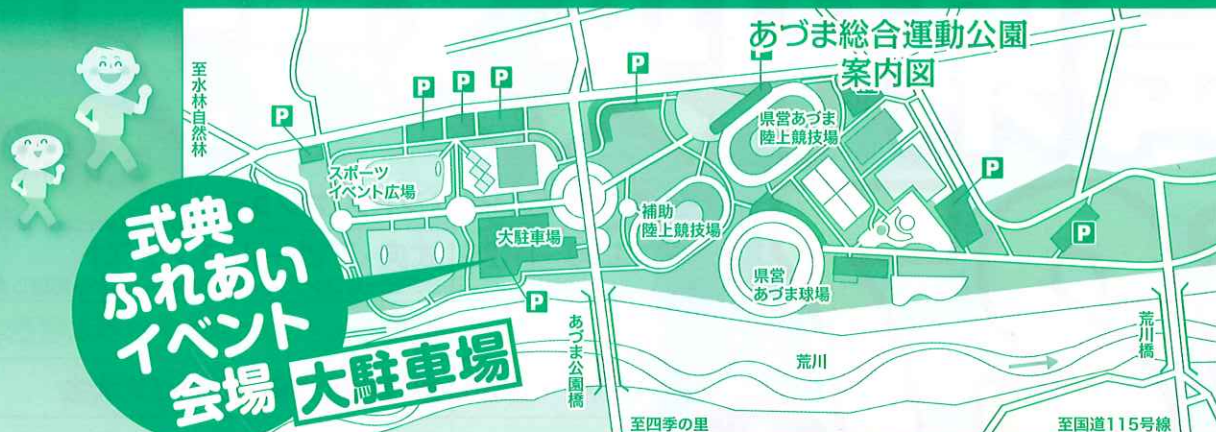 あづま総合運動公園
案内図
至水林自然林
P
P
P
P
P
P
P
P
P
県営あづま
陸上競技場
スポーツ
イベント広場
補助
陸上競技場
大駐車場
県営
あづま球場
式典・
ふれあい
イベント
会場
大駐車場
あづま公園橋
荒川
荒川橋
至四季の里
至国道115号線